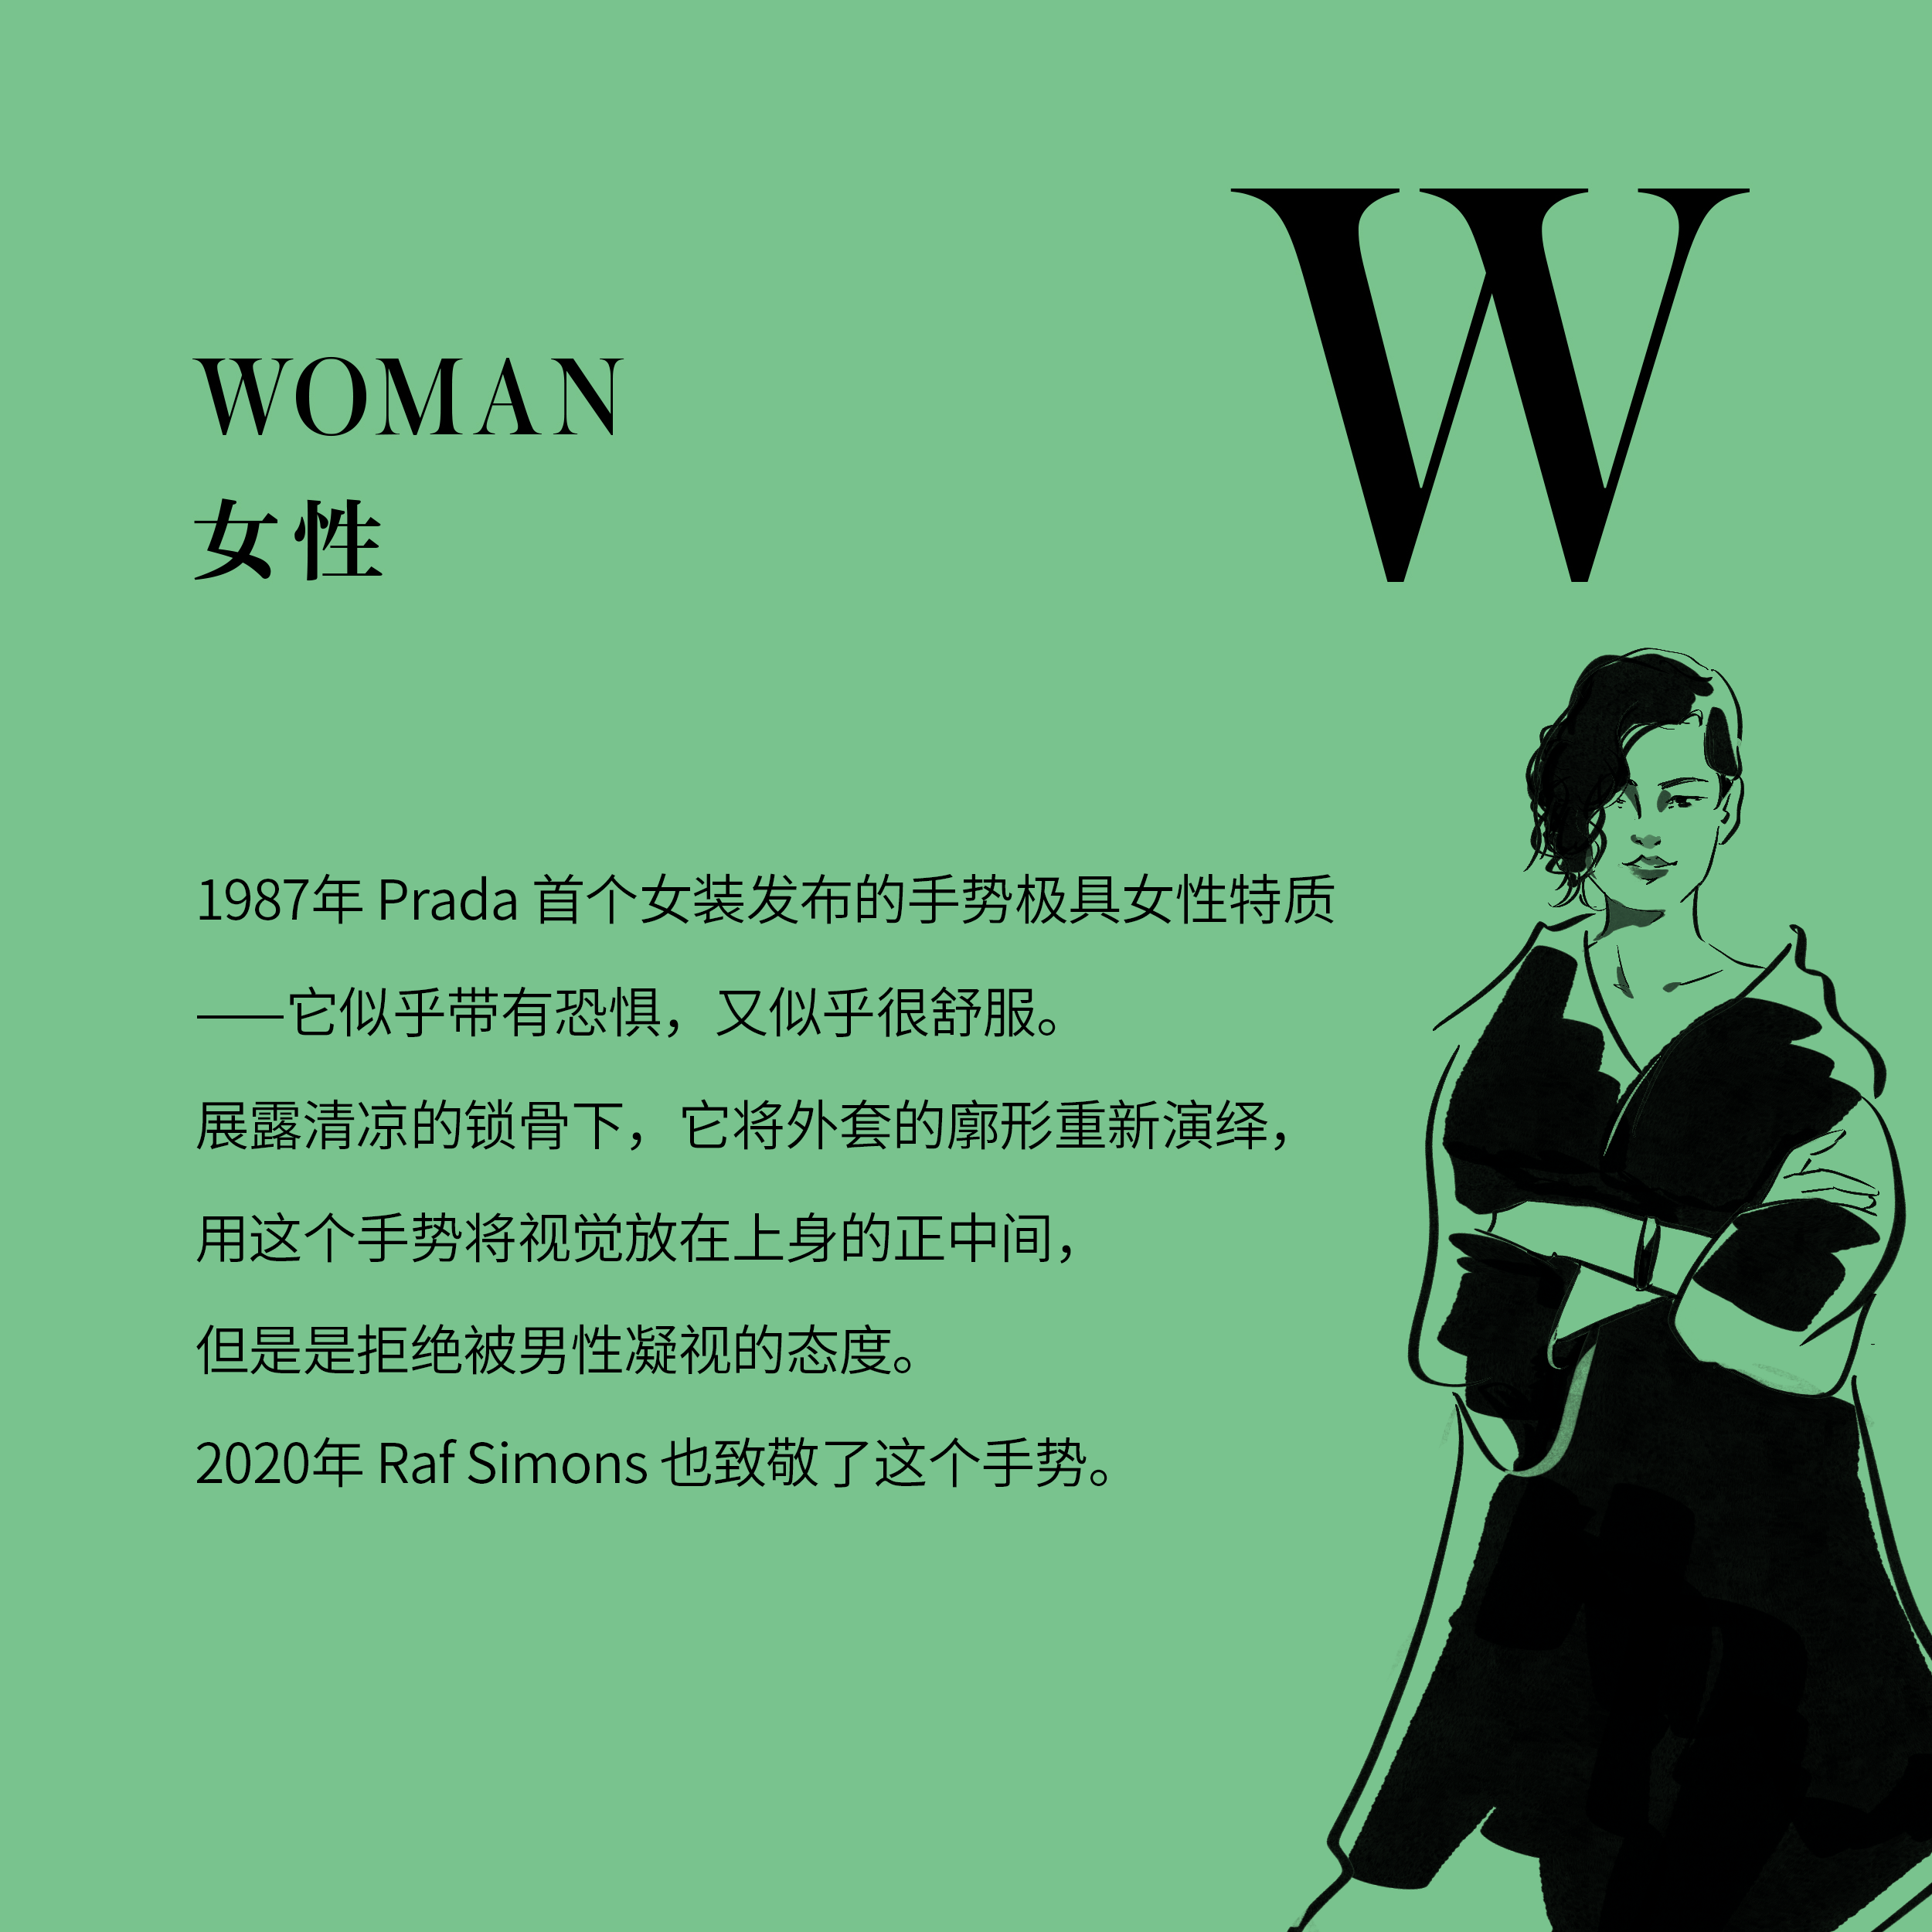 W
WOMAN
女性
1987年 Prada 首个女装发布的手势极具女性特质
——它似乎带有恐惧，又似乎很舒服。
展露清凉的锁骨下，它将外套的廓形重新演绎，
用这个手势将视觉放在上身的正中间，
但是是拒绝被男性凝视的态度。
2020年 Raf Simons 也致敬了这个手势。